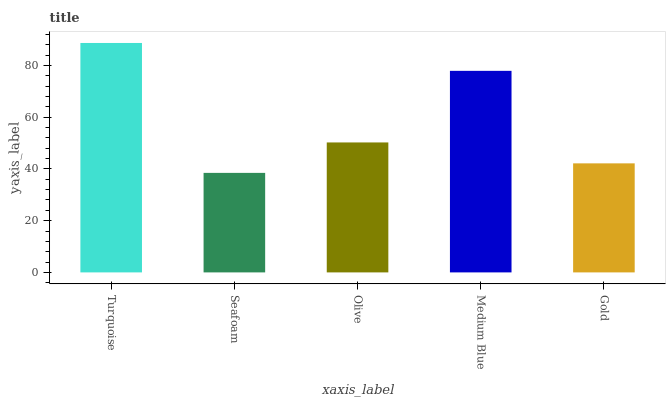 title
yaxis_label
80
60
40
20
0
Turquoise
Seafoam
Olive
Medium Blue
Gold
xaxis_label